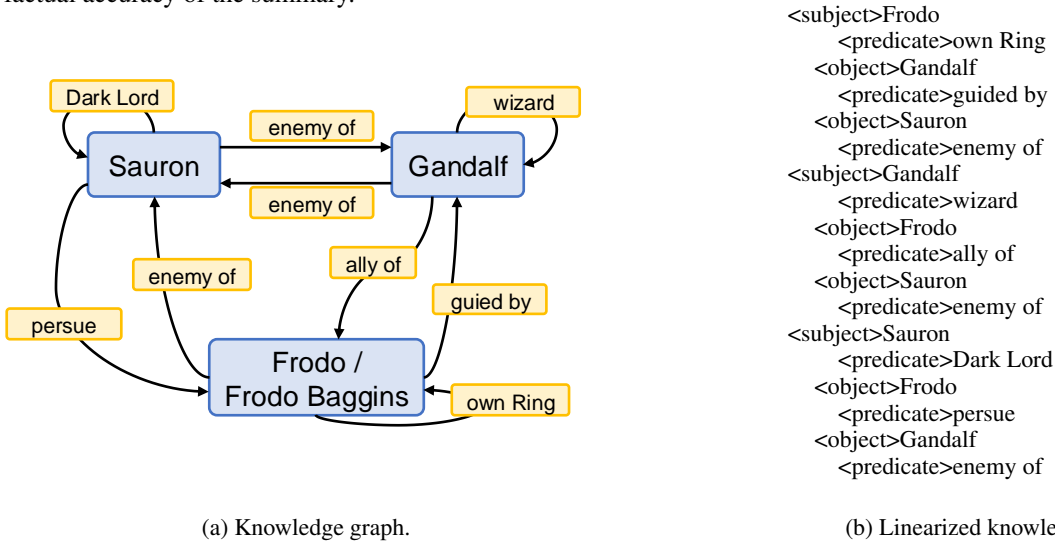 factual accuracy of the summary.
Dark Lord
wizard
enemy of
Sauron
Gandalf
enemy of
enemy of
ally of
guied by
persue
Frodo /
Frodo Baggins
own Ring
(a) Knowledge graph.
<subject>Frodo
<predicate>own Ring
<object>Gandalf
<predicate>guided by
<object>Sauron
<predicate>enemy of
<subject>Gandalf
<predicate>wizard
<object>Frodo
<predicate>ally of
<object>Sauron
<predicate>enemy of
<subject>Sauron
<predicate>Dark Lord
<object>Frodo
<predicate>persue
<object>Gandalf
<predicate>enemy of
(b) Linearized knowle